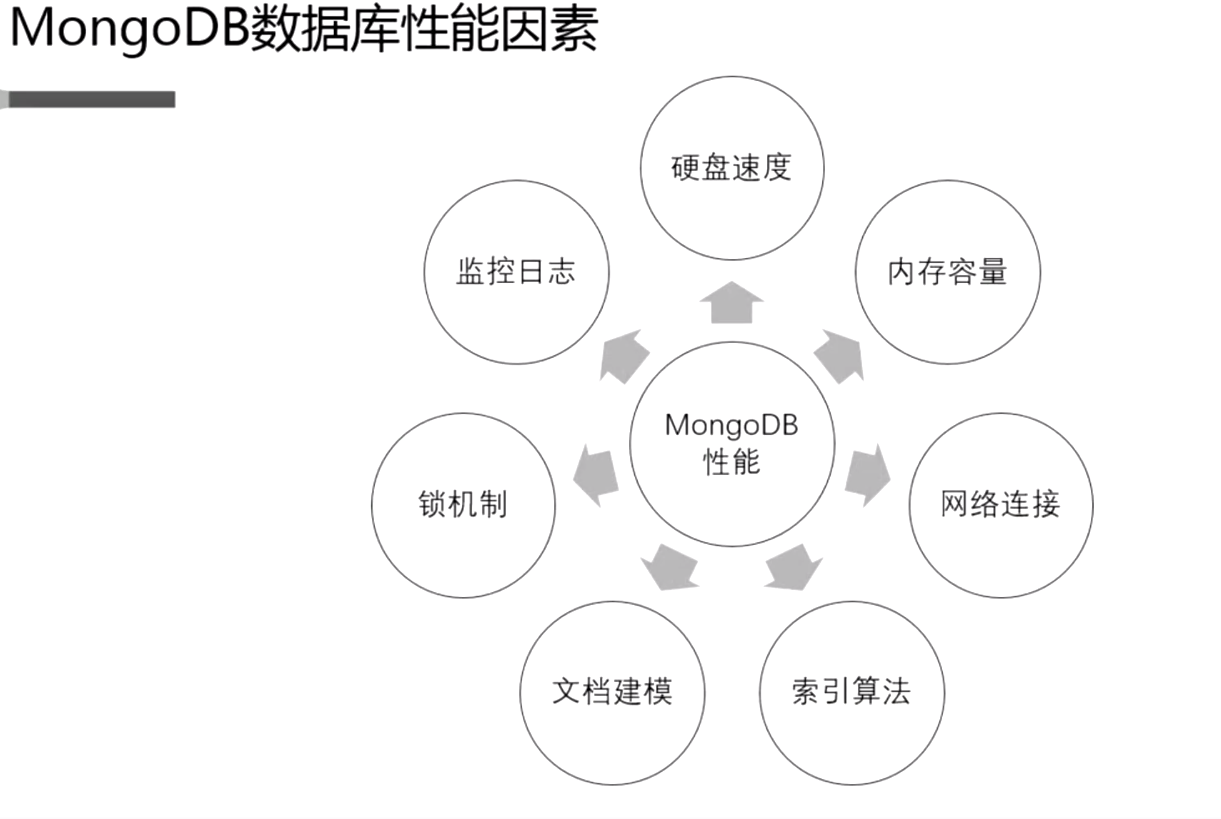 MongoDB数据库性能因素
硬盘速度
监控日志
内存容量
MongoDB
性能
锁机制
网络连接
文档建模
索引算法